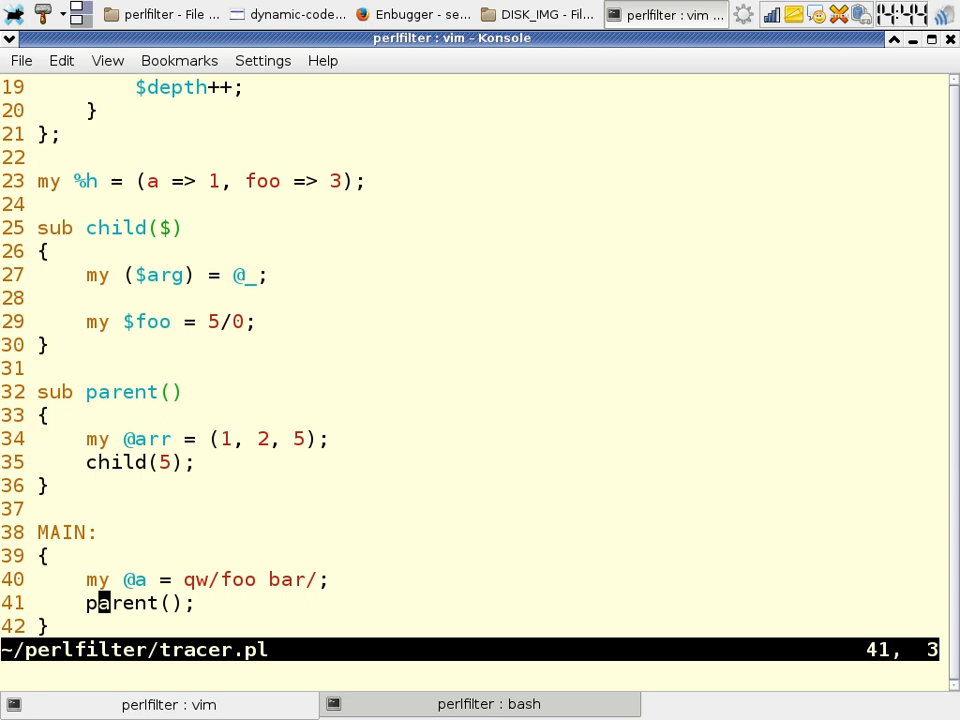 perlfilter - File ...
dynamic-code...
Enbugger - se...
DISK_IMG - Fil...
perlfilter : vim ...
14:44
perlfilter : vim - Konsole
File Edit View Bookmarks Settings Help
19         $depth++;
20     }
21 };
22
23 my %h = (a => 1, foo => 3);
24
25 sub child($)
26 {
27     my ($arg) = @_;
28
29     my $foo = 5/0;
30 }
31
32 sub parent()
33 {
34     my @arr = (1, 2, 5);
35     child(5);
36 }
37
38 MAIN:
39 {
40     my @a = qw/foo bar/;
41     parent();
42 }
~/perlfilter/tracer.pl 41, 3
perlfilter : vim perlfilter : bash